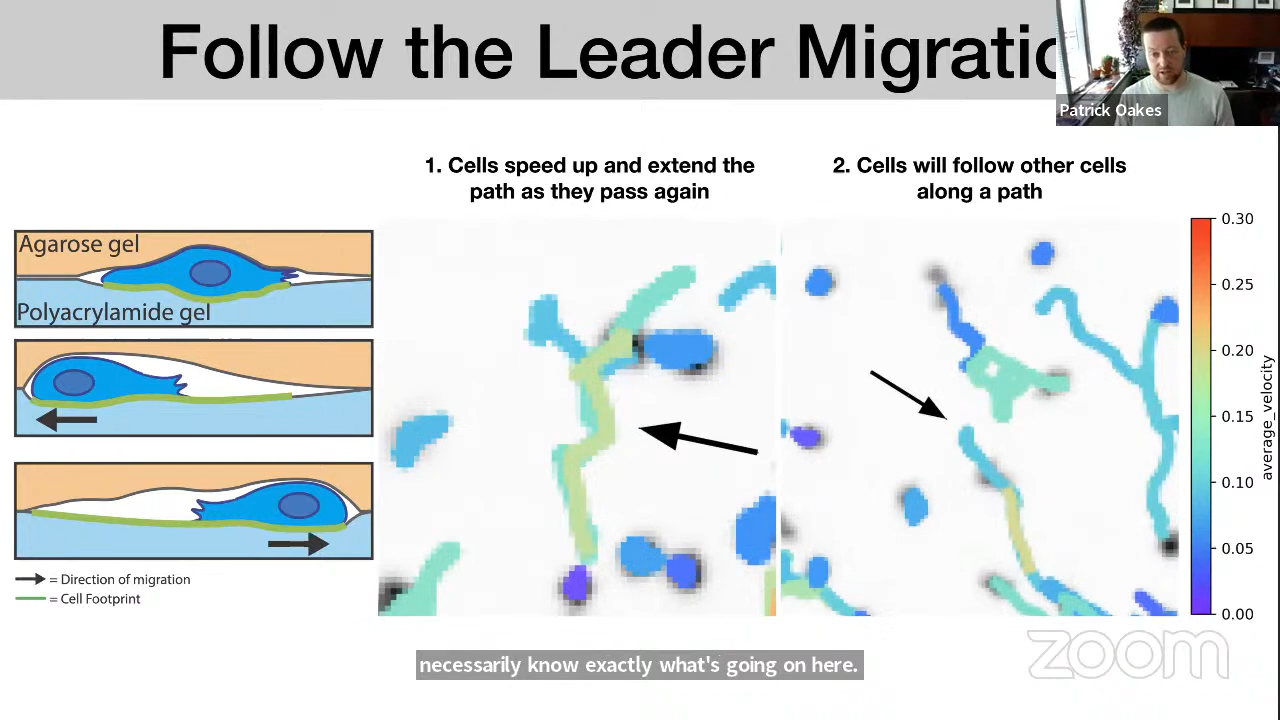 Follow the Leader Migratio
Patrick Oakes
1. Cells speed up and extend the
path as they pass again
2. Cells will follow other cells
along a path
Agarose gel
Polyacrylamide gel
= Direction of migration
= Cell Footprint
0.30
0.25
0.20
0.15
0.10
0.05
0.00
average_velocity
necessarily know exactly what's going on here.
zoom